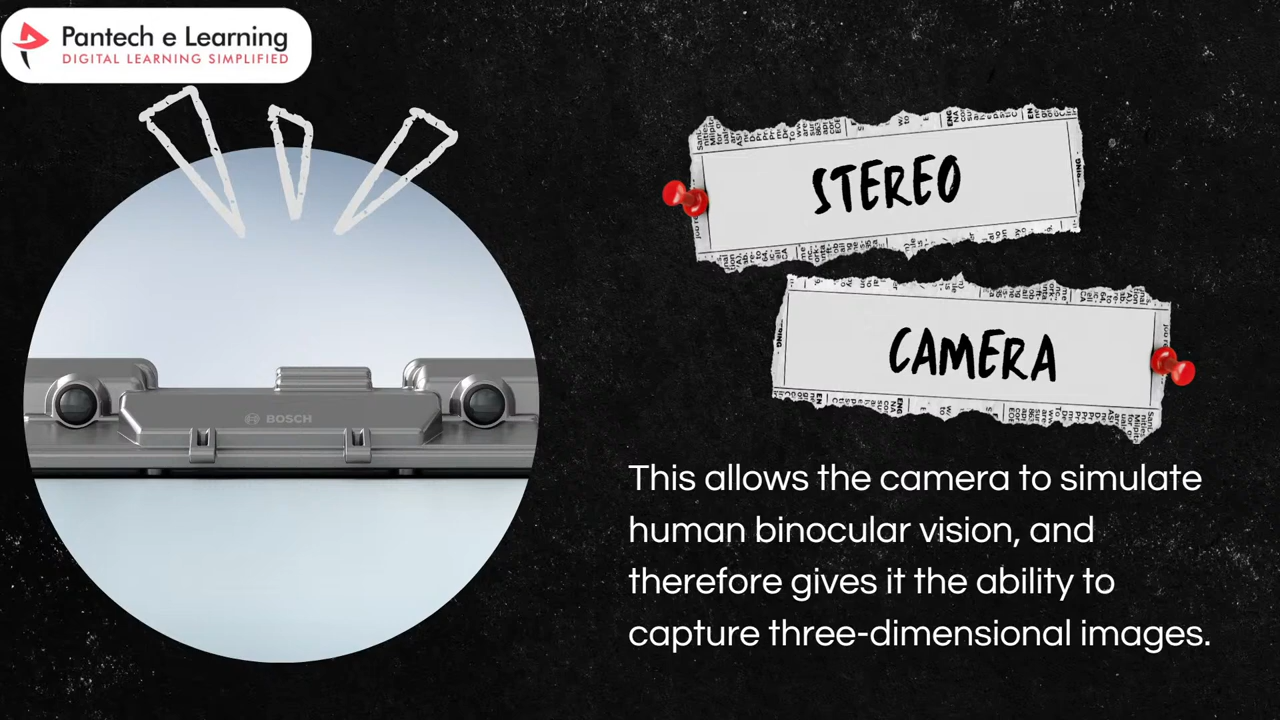 Pantech e Learning
DIGITAL LEARNING SIMPLIFIED
STEREO
CAMERA
BOSCH
This allows the camera to simulate
human binocular vision, and
therefore gives it the ability to
capture three-dimensional images.